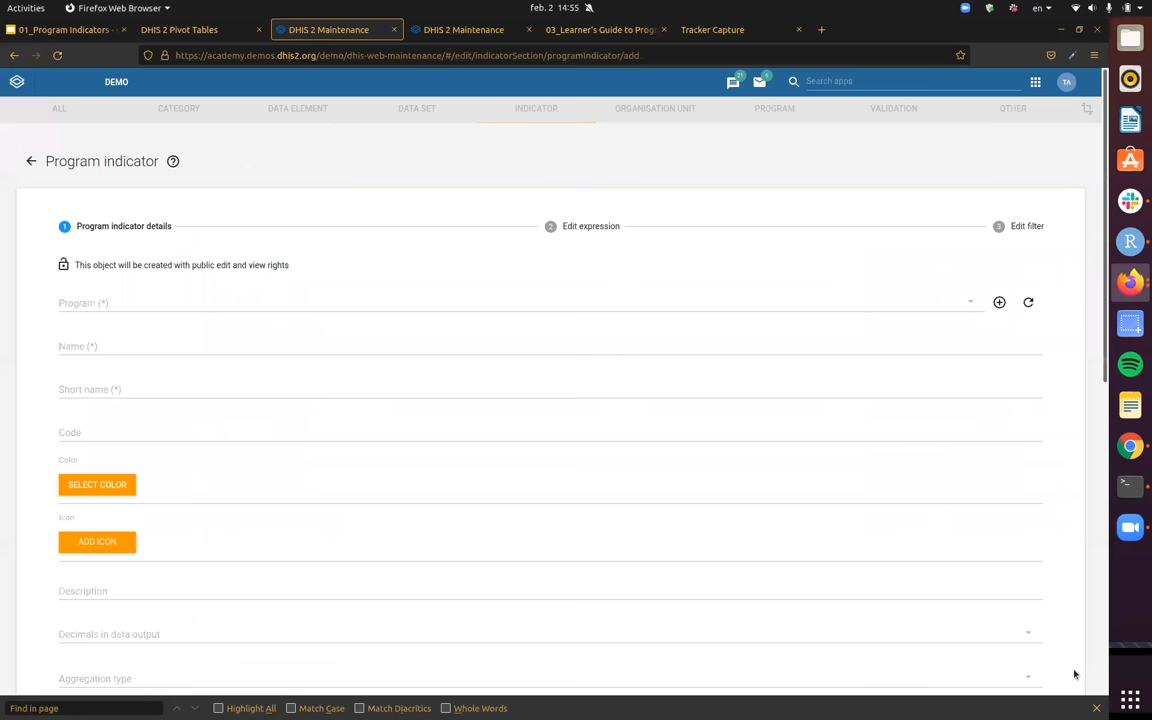 Activities Firefox Web Browser feb. 2 14:55 en
01_Program Indicators - DHIS 2 Pivot Tables DHIS 2 Maintenance DHIS 2 Maintenance 03_Learner's Guide to Prog Tracker Capture
https://academy.demos.dhis2.org/demo/dhis-web-maintenance/#/edit/indicatorSection/programIndicator/add
DEMO Search apps TA
ALL CATEGORY DATA ELEMENT DATA SET INDICATOR ORGANISATION UNIT PROGRAM VALIDATION OTHER
Program indicator
1 Program indicator details 2 Edit expression 3 Edit filter
This object will be created with public edit and view rights
Program (*)
Name (*)
Short name (*)
Code
Color
SELECT COLOR
Icon
ADD ICON
Description
Decimals in data output
Aggregation type
Find in page Highlight All Match Case Match Diacritics Whole Words